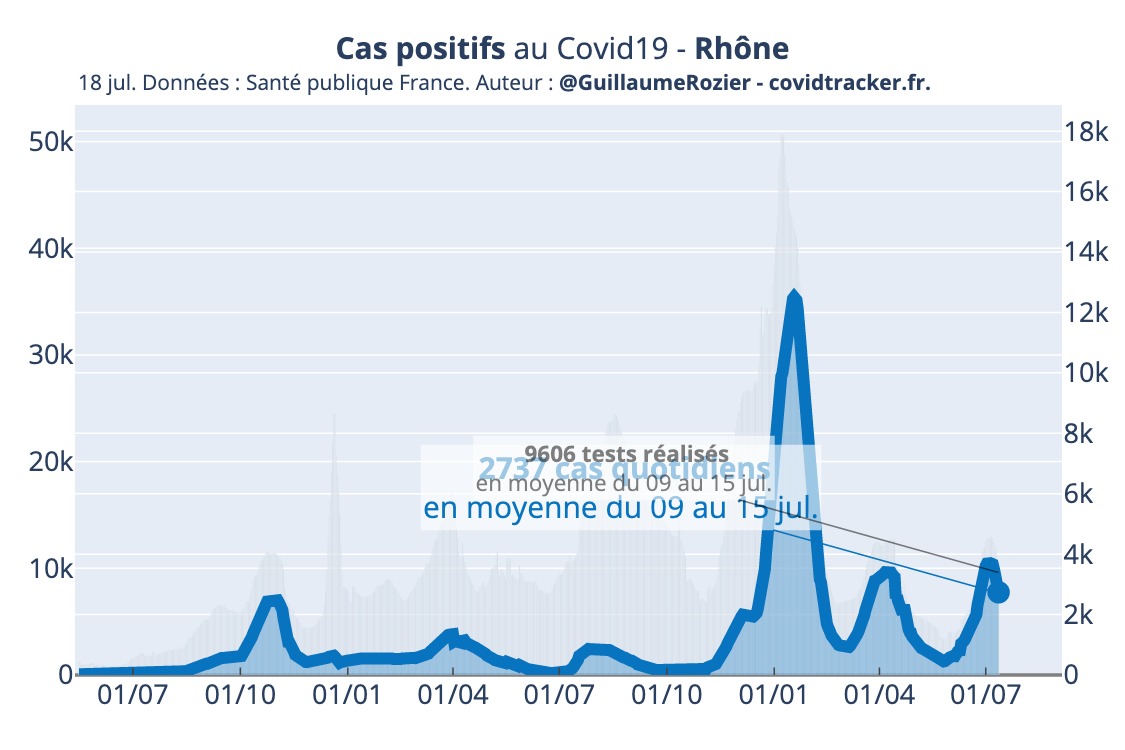 Cas positifs au Covid19 - Rhône
18 jul. Données : Santé publique France. Auteur : @GuillaumeRozier - covidtracker.fr.
50k
40k
30k
20k
10k
0
18k
16k
14k
12k
10k
8k
6k
4k
2k
0
9606 tests réalisés
2737 cas quotidiens
en moyenne du 09 au 15 jul.
en moyenne du 09 au 15 jul.
01/07
01/10
01/01
01/04
01/07
01/10
01/01
01/04
01/07